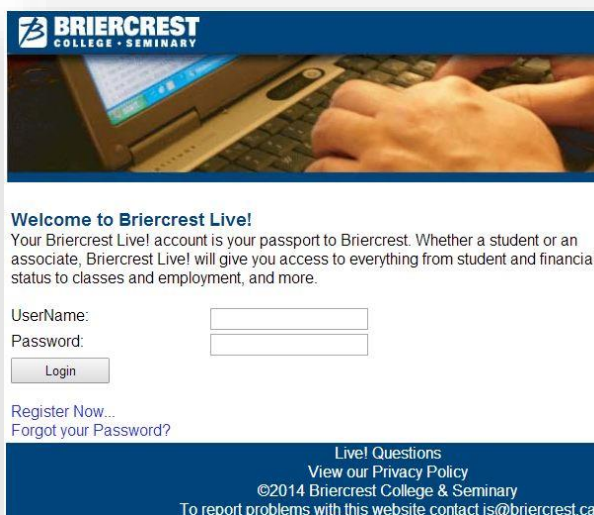 BRIERCREST
COLLEGE • SEMINARY
Welcome to Briercrest Live!
Your Briercrest Live! account is your passport to Briercrest. Whether a student or an
associate, Briercrest Live! will give you access to everything from student and financia
status to classes and employment, and more.
UserName:
Password:
Login
Register Now...
Forgot your Password?
Live! Questions
View our Privacy Policy
©2014 Briercrest College & Seminary
To report problems with this website contact is@briercrest.ca